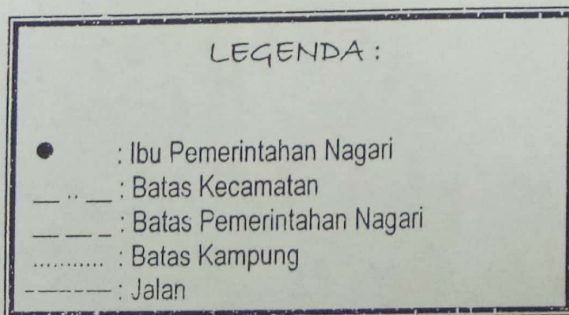 LEGENDA :
: Ibu Pemerintahan Nagari
: Batas Kecamatan
: Batas Pemerintahan Nagari
: Batas Kampung
: Jalan